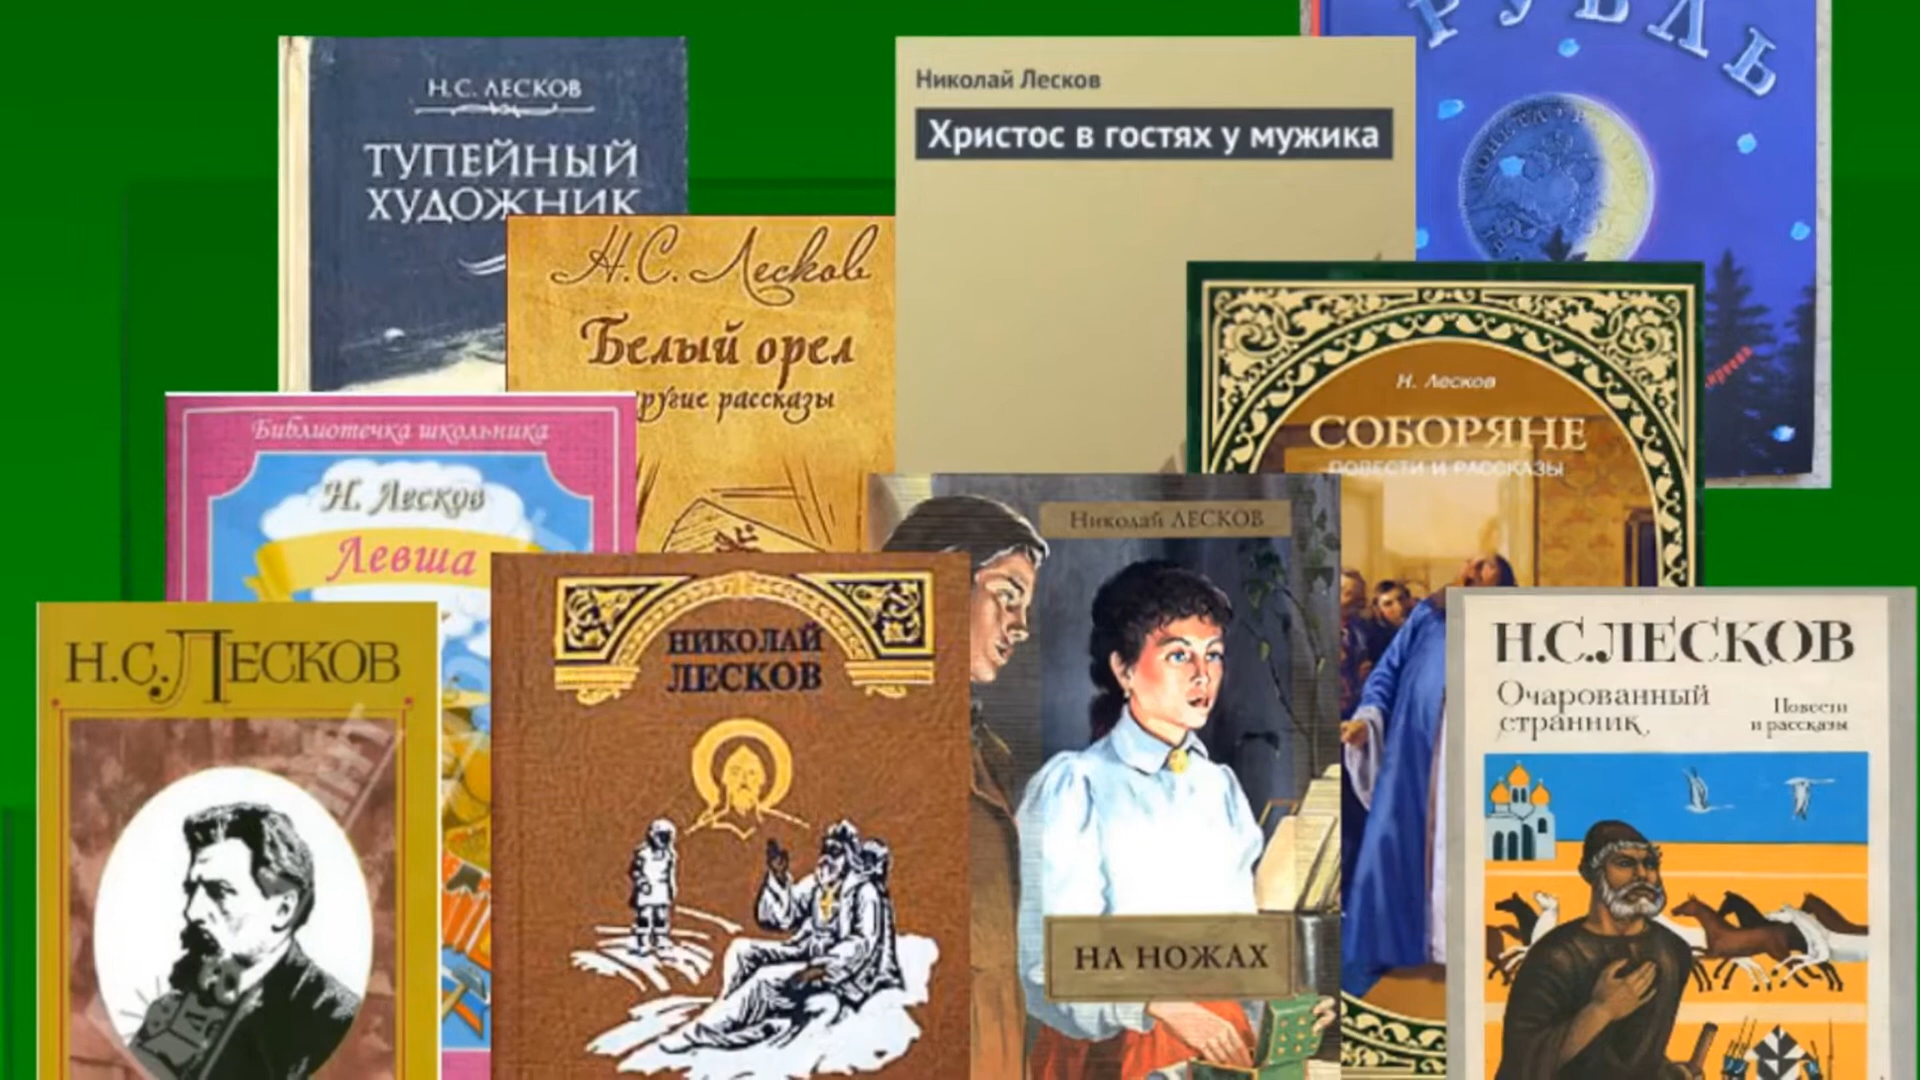 РУБЛЬ
Н.С. ЛЕСКОВ
ТУПЕЙНЫЙ
ХУДОЖНИК
Николай Лесков
Христос в гостях у мужика
Н.С. Лесков
Белый орел
другие рассказы
Н. Лесков
СОБОРЯНЕ
ПОВЕСТИ И РАССКАЗЫ
Библиотечка школьника
Н. Лесков
Левша
Николай ЛЕСКОВ
НА НОЖАХ
Н.С. ЛЕСКОВ
НИКОЛАЙ
ЛЕСКОВ
Н.С.ЛЕСКОВ
Очарованный
странник
Повести
и рассказы